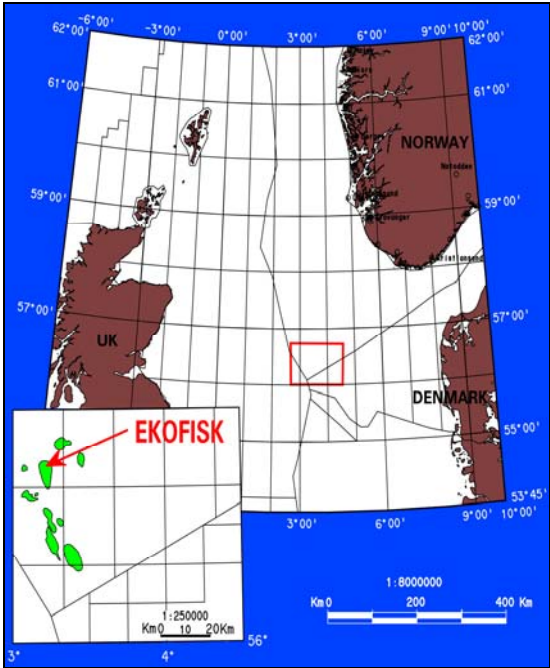 -6°00' -3°00' 0°00' 3°00' 6°00' 9°00' 10°00'
62°00' 62°00'
61°00' 61°00'
NORWAY
Notodden
59°00' 59°00'
Kristiansand
57°00' 57°00'
UK
DENMARK
55°00'
EKOFISK
53°45'
3°00' 6°00' 9°00' 10°00'
1:8000000
Km 0 200 400 Km
1:250000
Km0 10 20Km
56°
3° 4°